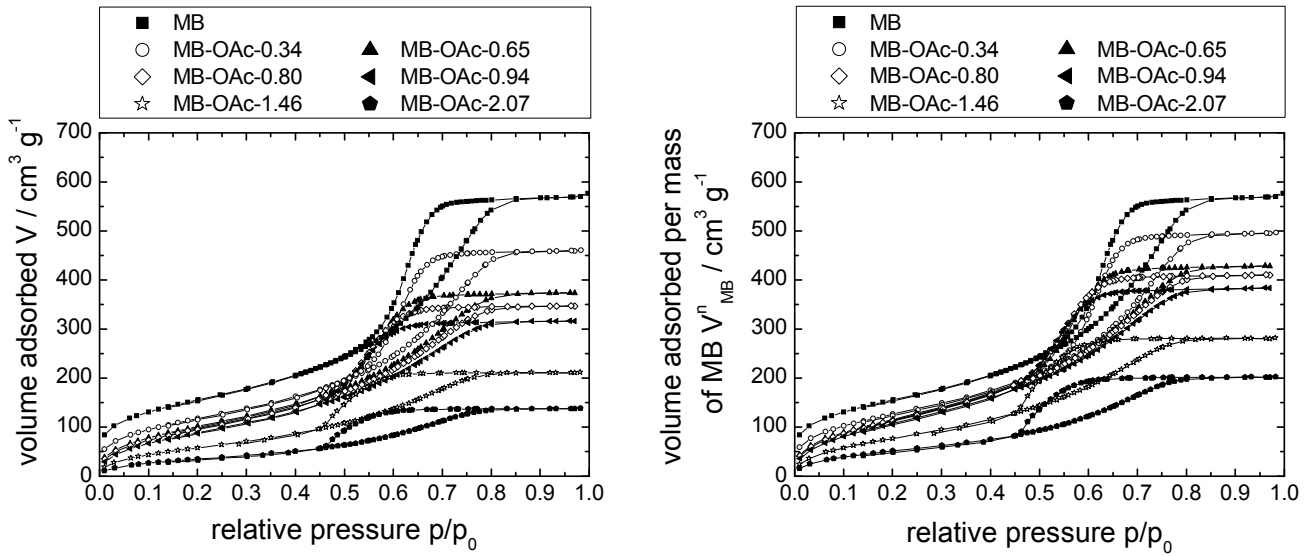 MB
MB-OAc-0.34 MB-OAc-0.65
MB-OAc-0.80 MB-OAc-0.94
MB-OAc-1.46 MB-OAc-2.07
volume adsorbed V / cm³ g⁻¹
700
600
500
400
300
200
100
0
0.0 0.1 0.2 0.3 0.4 0.5 0.6 0.7 0.8 0.9 1.0
relative pressure p/p₀
MB
MB-OAc-0.34 MB-OAc-0.65
MB-OAc-0.80 MB-OAc-0.94
MB-OAc-1.46 MB-OAc-2.07
volume adsorbed per mass
of MB Vⁿ_MB / cm³ g⁻¹
700
600
500
400
300
200
100
0
0.0 0.1 0.2 0.3 0.4 0.5 0.6 0.7 0.8 0.9 1.0
relative pressure p/p₀